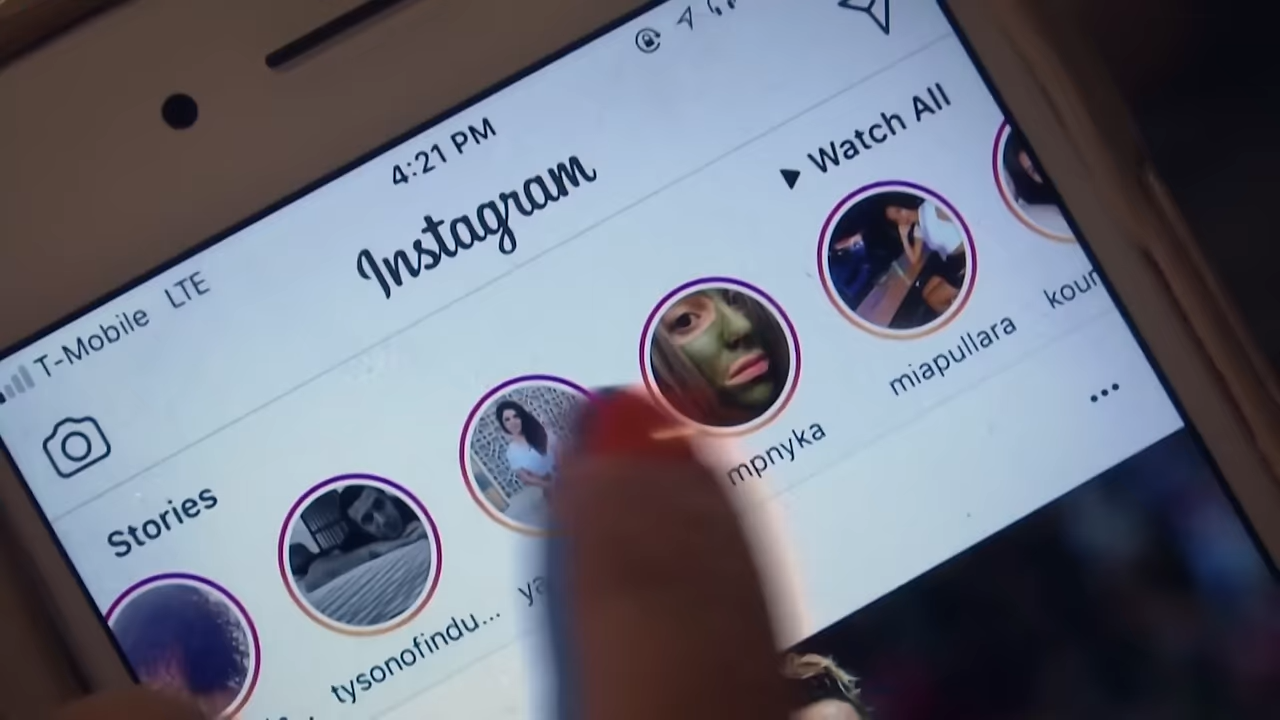 4:21 PM
T-Mobile LTE
Instagram
Stories
▶ Watch All
tysonofindu...
mpnyka
miapullara